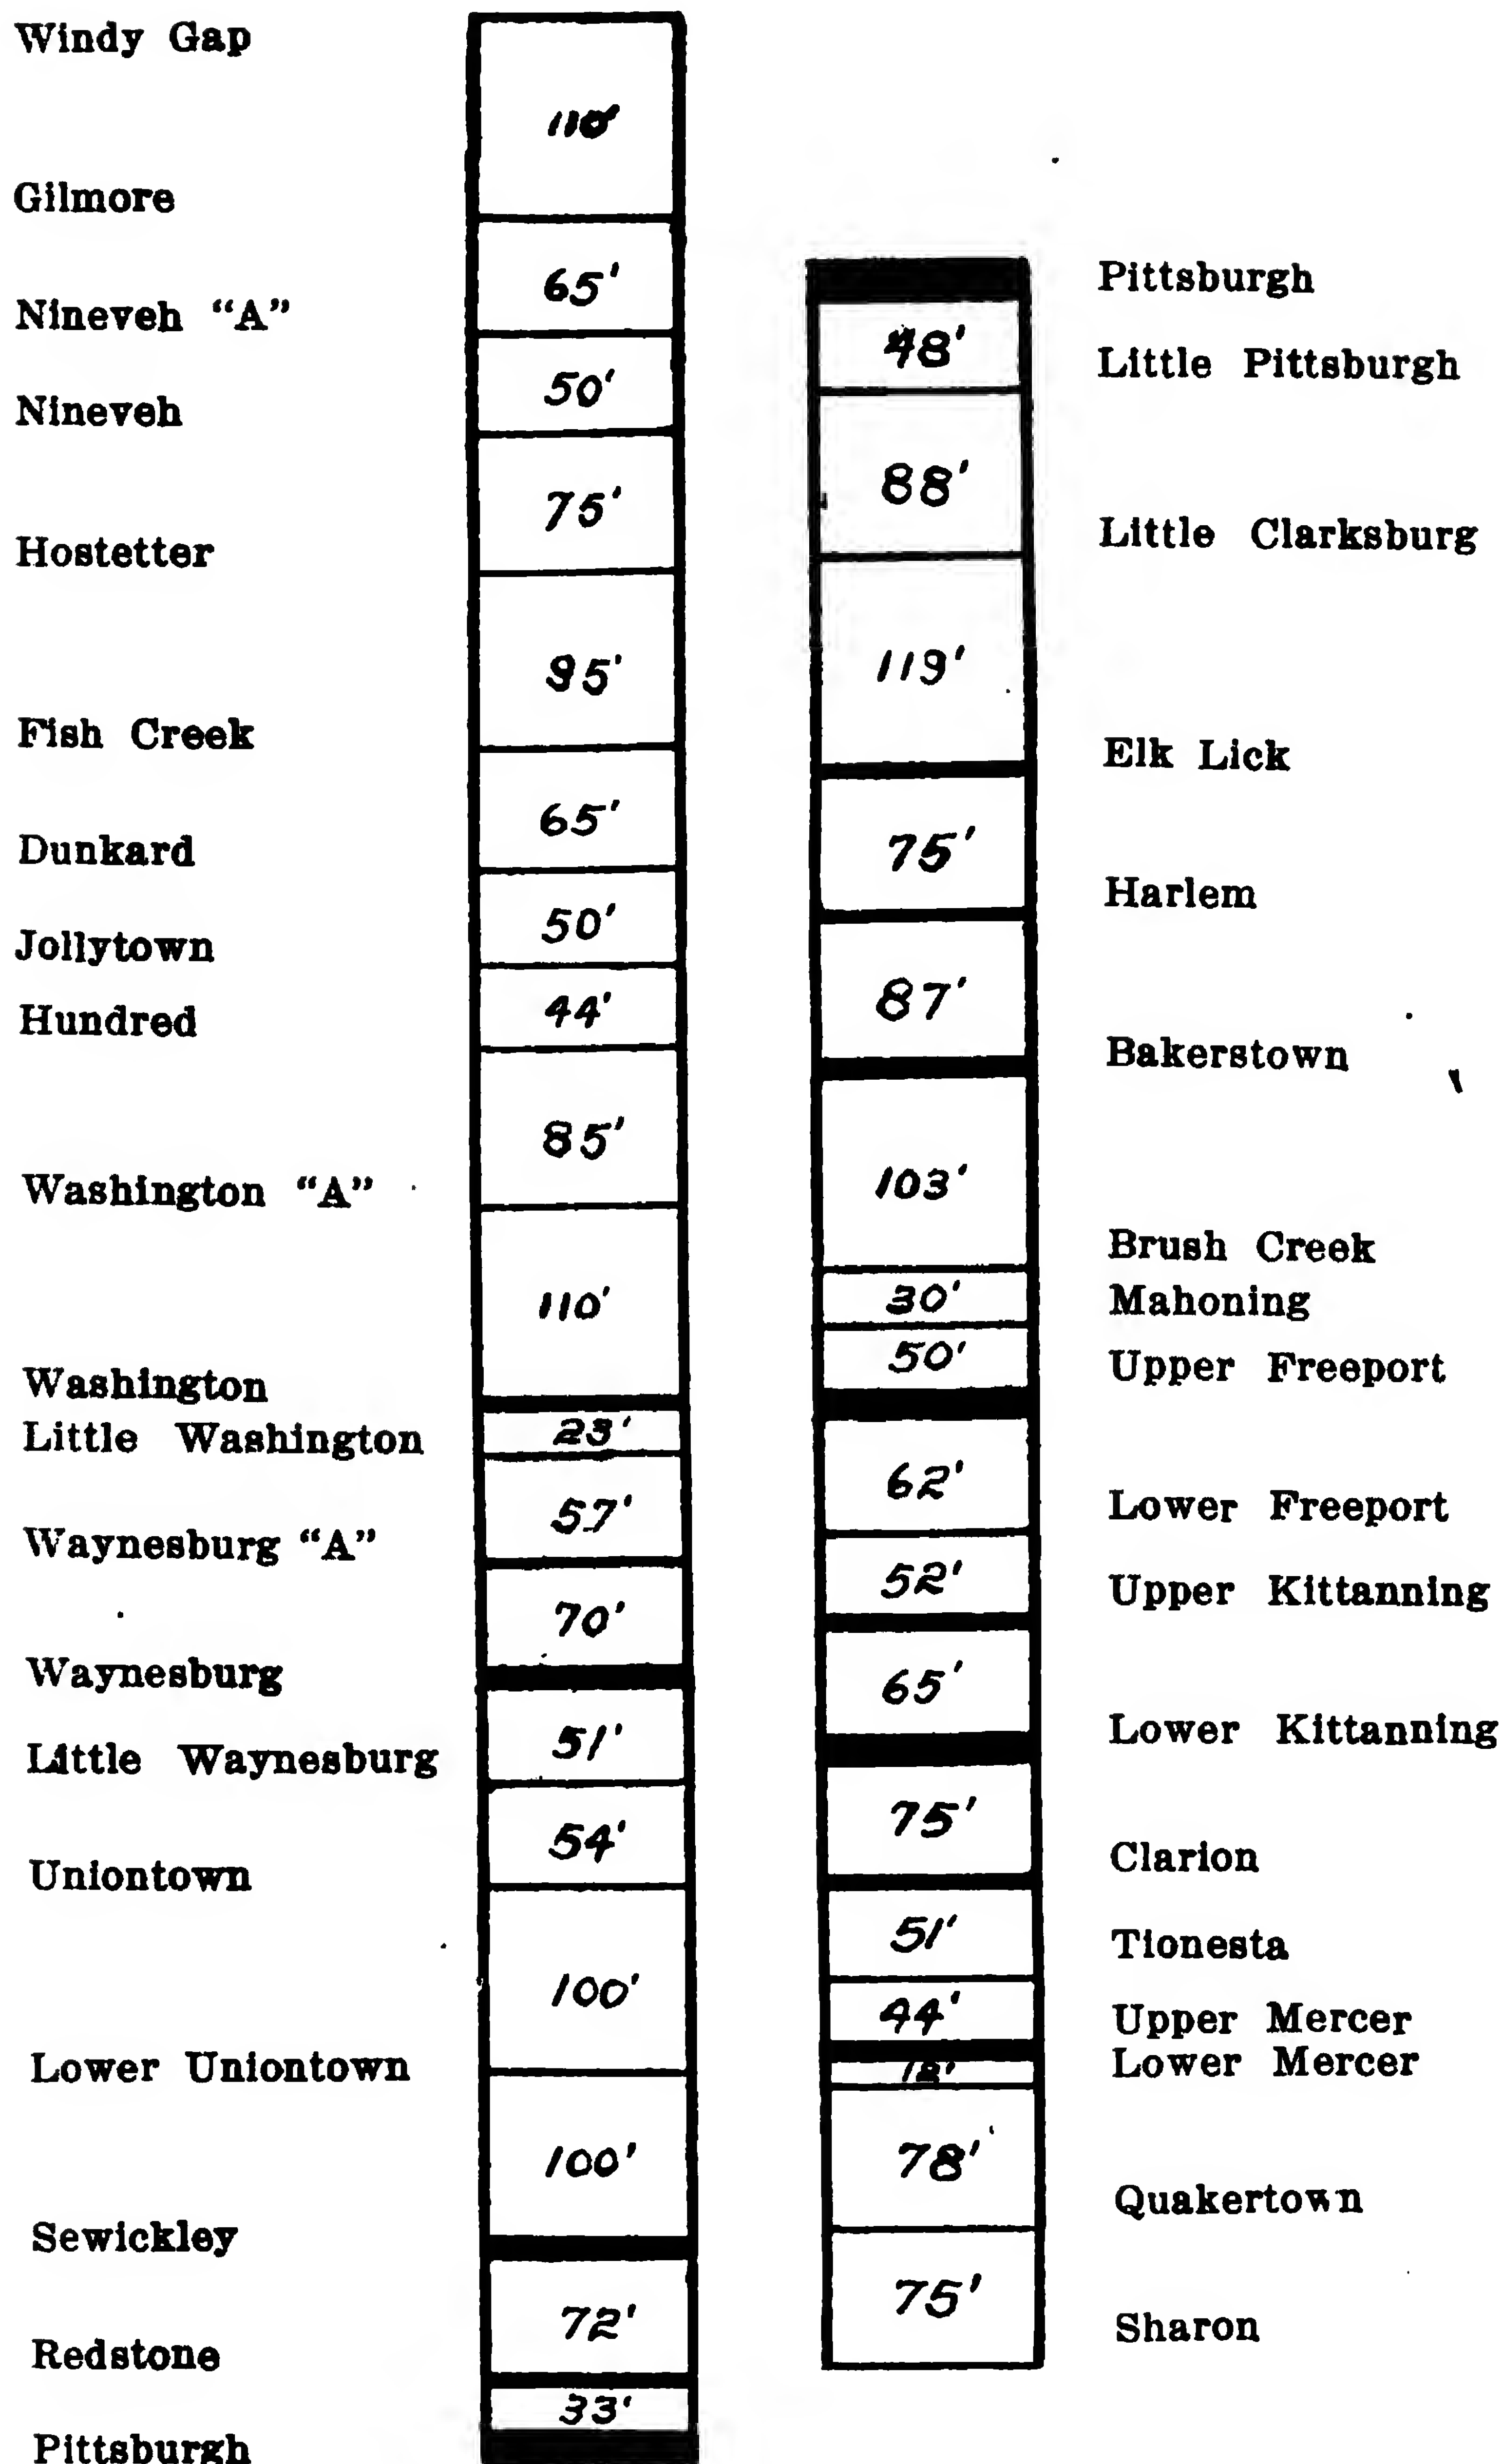 Windy Gap
110'
Gilmore
65'
Nineveh "A"
50'
Nineveh
75'
Hostetter
95'
Fish Creek
65'
Dunkard
50'
Jollytown
44'
Hundred
85'
Washington "A"
110'
Washington
23'
Little Washington
57'
Waynesburg "A"
70'
Waynesburg
51'
Little Waynesburg
54'
Uniontown
100'
Lower Uniontown
100'
Sewickley
72'
Redstone
33'
Pittsburgh
Pittsburgh
48'
Little Pittsburgh
88'
Little Clarksburg
119'
Elk Lick
75'
Harlem
87'
Bakerstown
103'
Brush Creek
30'
Mahoning
50'
Upper Freeport
62'
Lower Freeport
52'
Upper Kittanning
65'
Lower Kittanning
75'
Clarion
51'
Tionesta
44'
Upper Mercer
Lower Mercer
78'
Quakertown
75'
Sharon